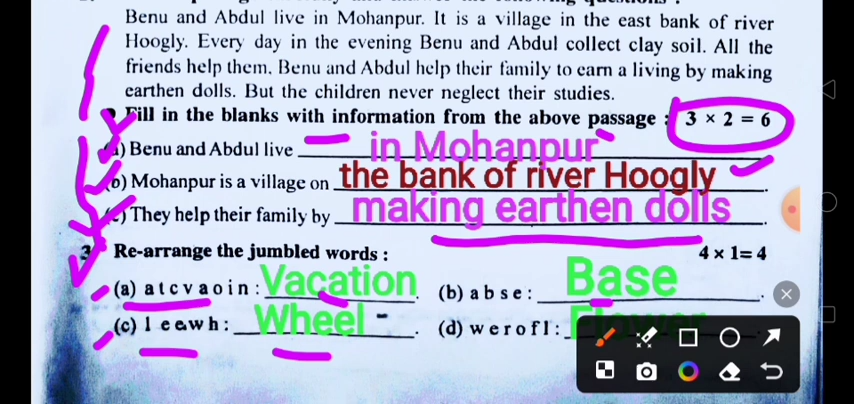 Benu and Abdul live in Mohanpur. It is a village in the east bank of river
Hoogly. Every day in the evening Benu and Abdul collect clay soil. All the
friends help them. Benu and Abdul help their family to earn a living by making
earthen dolls. But the children never neglect their studies.
Fill in the blanks with information from the above passage : 3 × 2 = 6
Benu and Abdul live in Mohanpur
b) Mohanpur is a village on the bank of river Hoogly.
They help their family by making earthen dolls.
3 Re-arrange the jumbled words : 4 × 1= 4
(a) a t c v a o i n : Vacation. (b) a b s e : Base.
(c) l e e w h : Wheel. (d) w e r o f l :